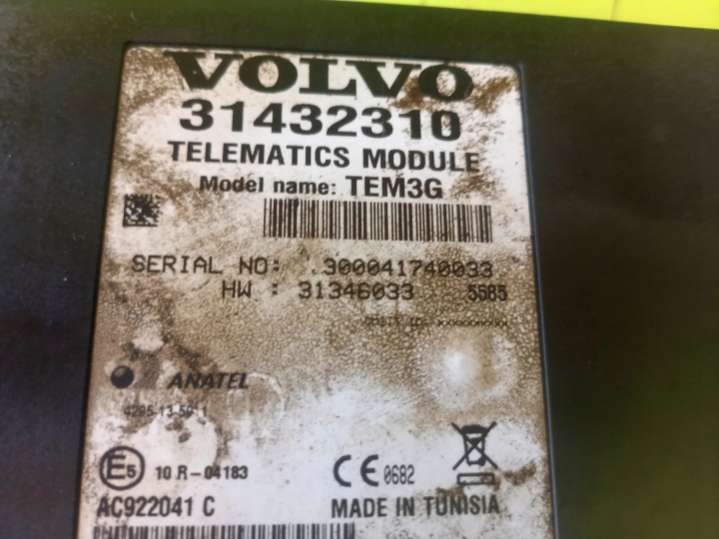 VOLVO
31432310
TELEMATICS MODULE
Model name: TEM3G
SERIAL NO: 300041740033
HW : 31346033 5585
ANATEL
E5 10 R-04183
CE 0682
AC922041 C
MADE IN TUNISIA